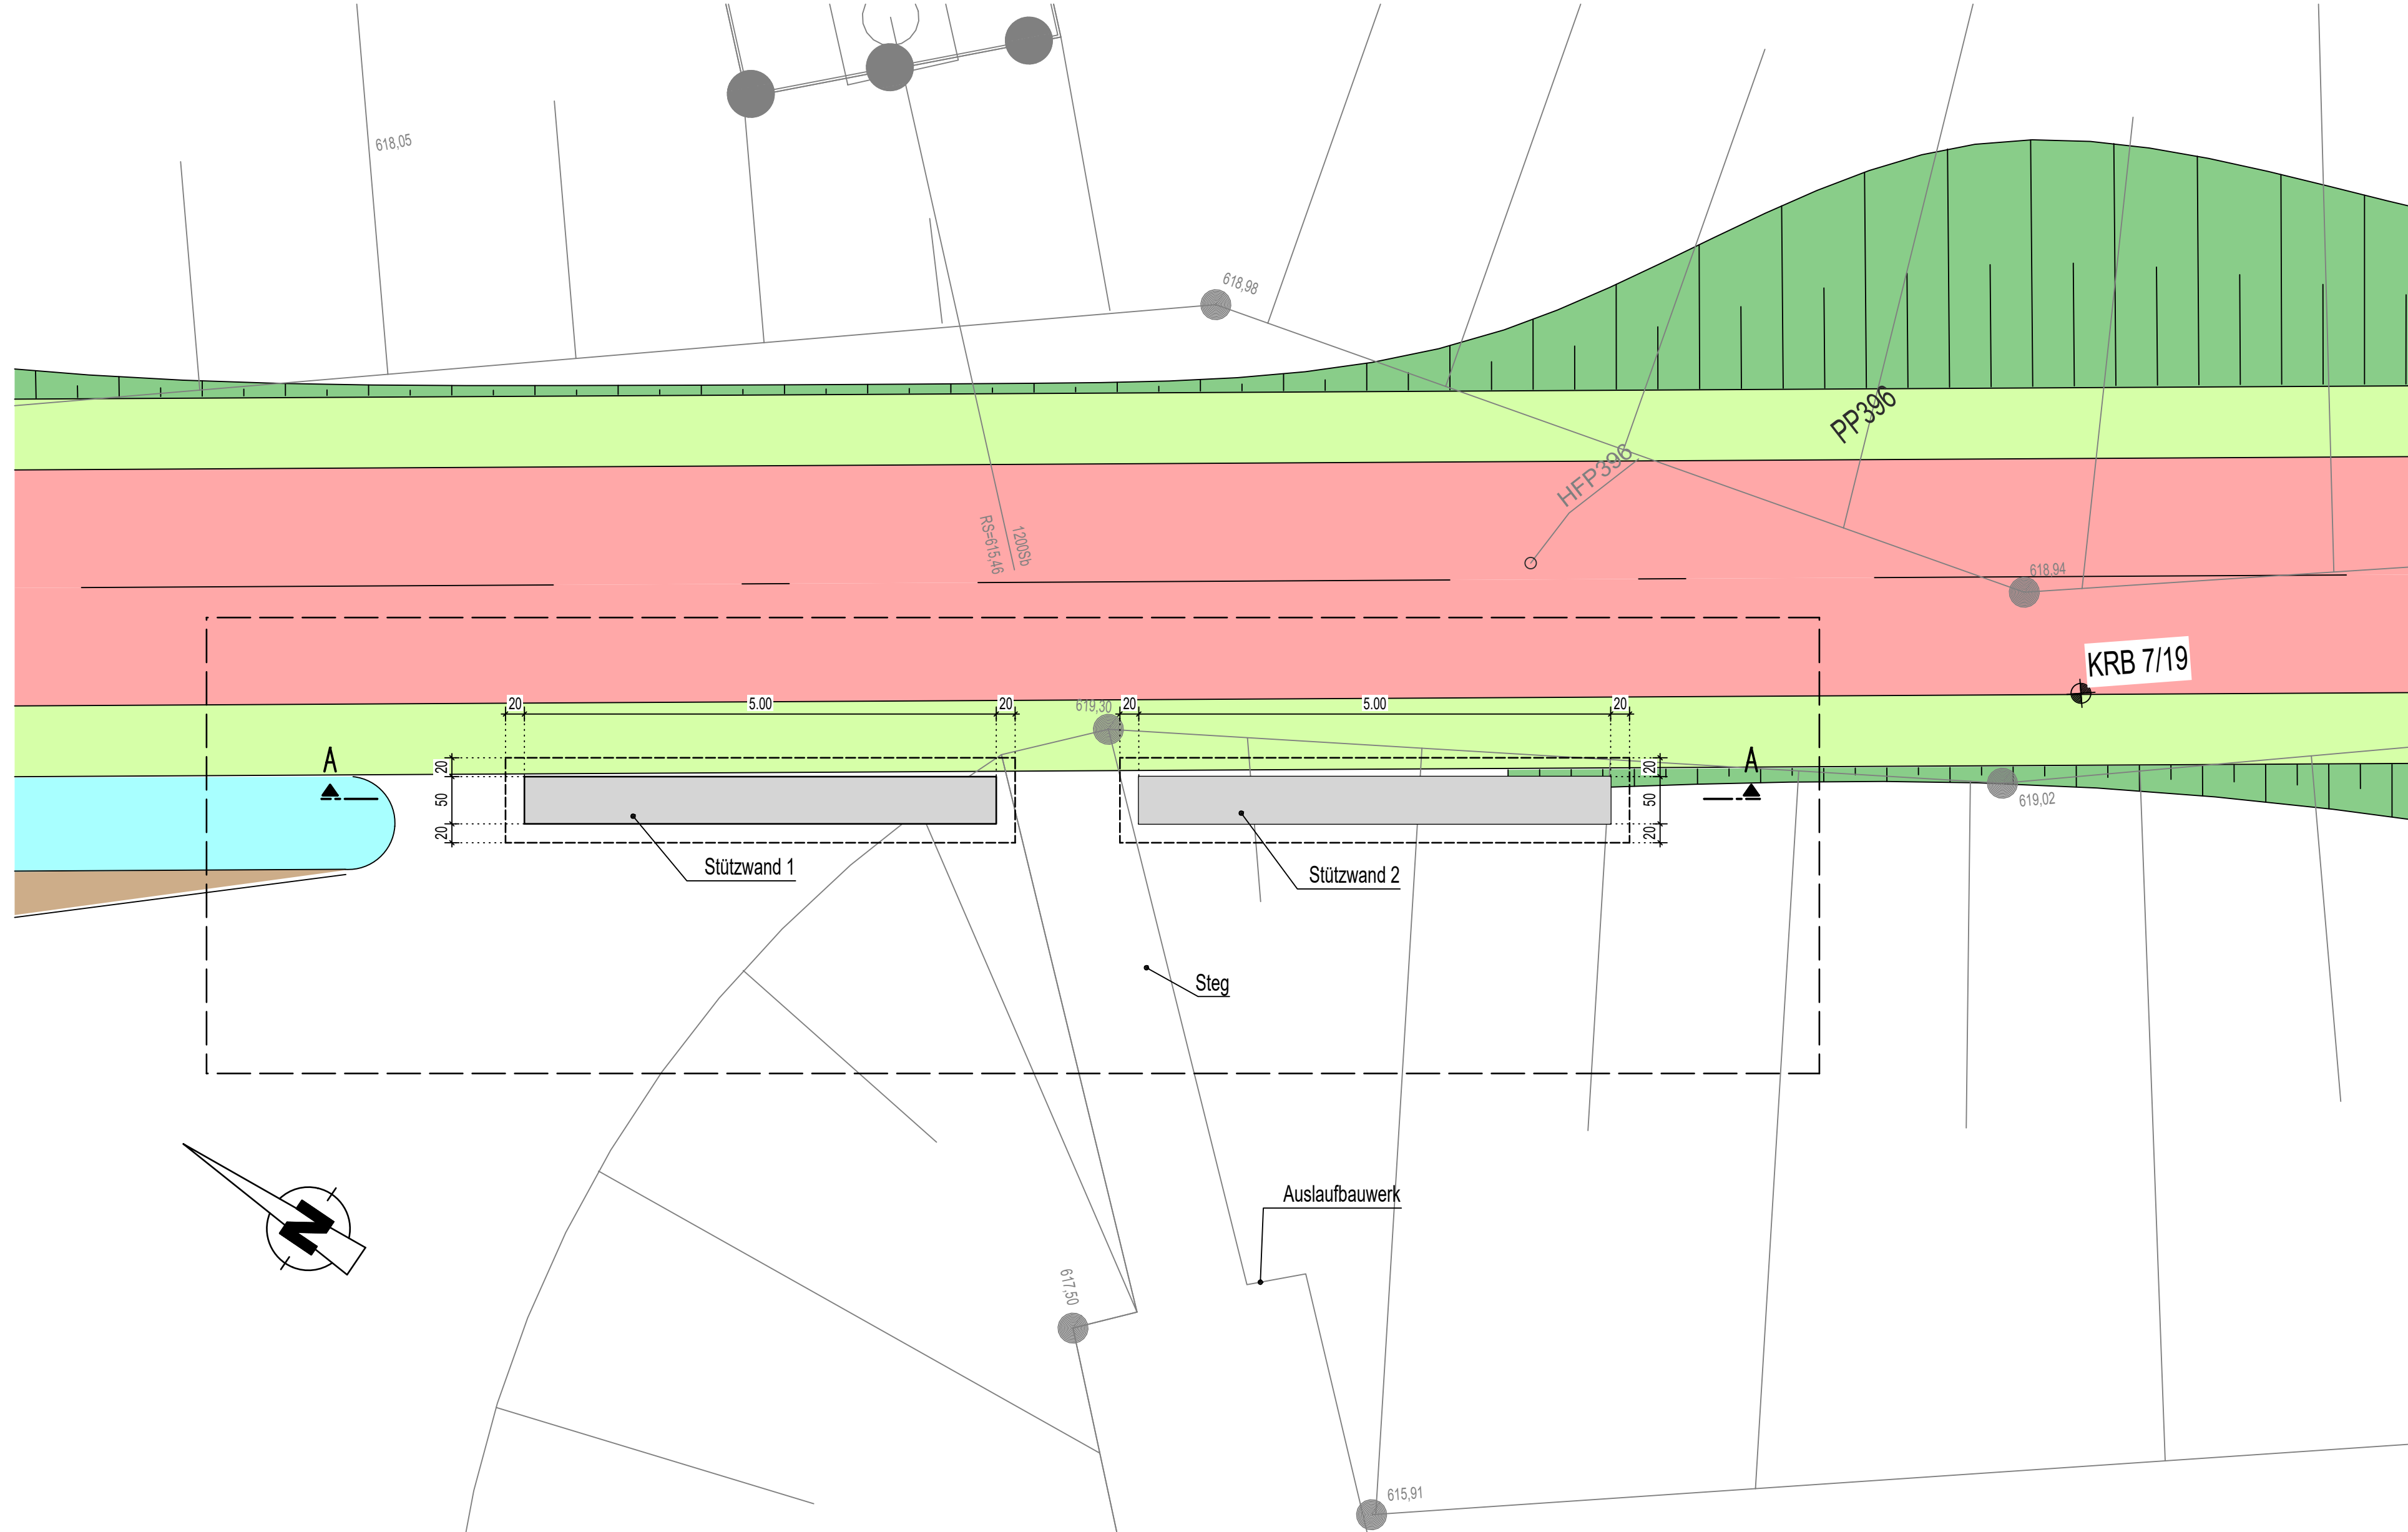 618,05
618,98
PP396
HFP396
1200Sb
RS=615,46
618.94
KRB 7/19
20
5.00
20
619,30
20
5.00
20
A
20
50
20
A
20
50
20
619,02
Stützwand 1
Stützwand 2
Steg
Auslaufbauwerk
N
617,50
615,91